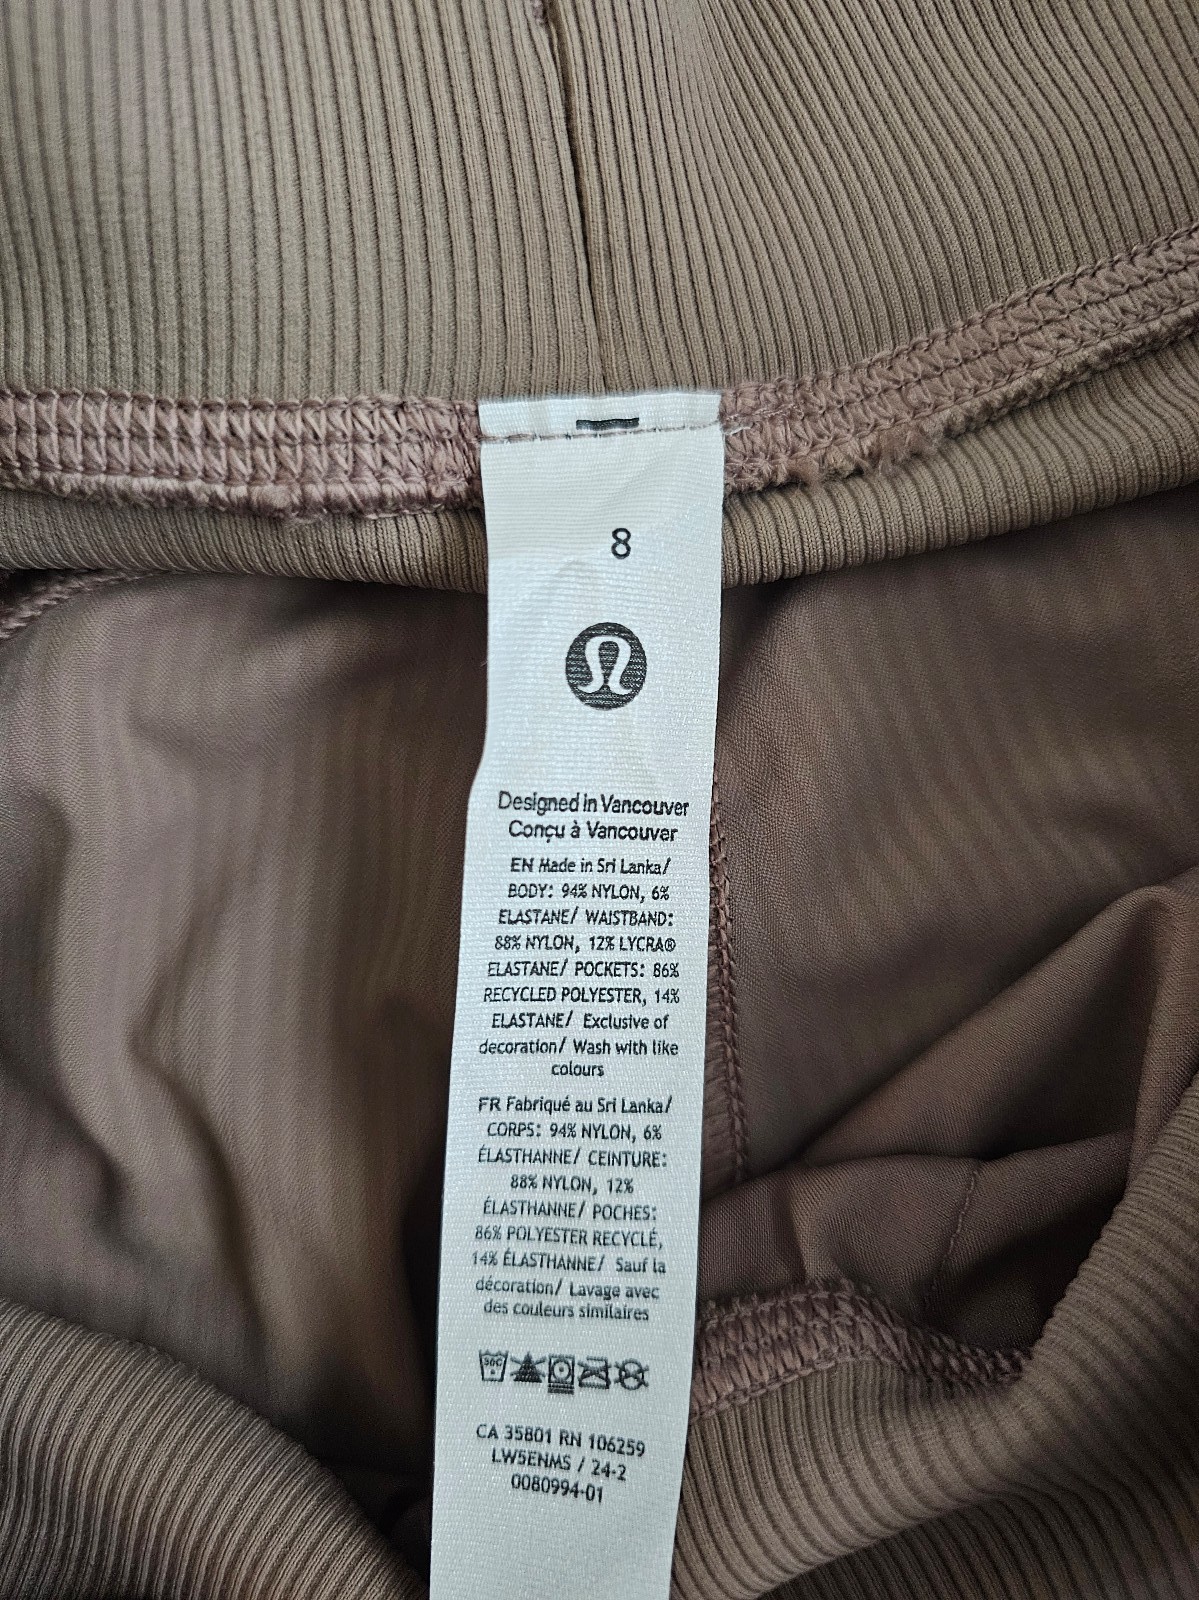 8
Designed in Vancouver
Conçu à Vancouver
EN Made in Sri Lanka/
BODY: 94% NYLON, 6%
ELASTANE/ WAISTBAND:
88% NYLON, 12% LYCRA®
ELASTANE/ POCKETS: 86%
RECYCLED POLYESTER, 14%
ELASTANE/ Exclusive of
decoration/ Wash with like
colours
FR Fabriqué au Sri Lanka/
CORPS: 94% NYLON, 6%
ÉLASTHANNE/ CEINTURE:
88% NYLON, 12%
ÉLASTHANNE/ POCHES:
86% POLYESTER RECYCLÉ,
14% ÉLASTHANNE/ Sauf la
décoration/ Lavage avec
des couleurs similaires
30C
CA 35801 RN 106259
LW5ENMS / 24-2
0080994-01